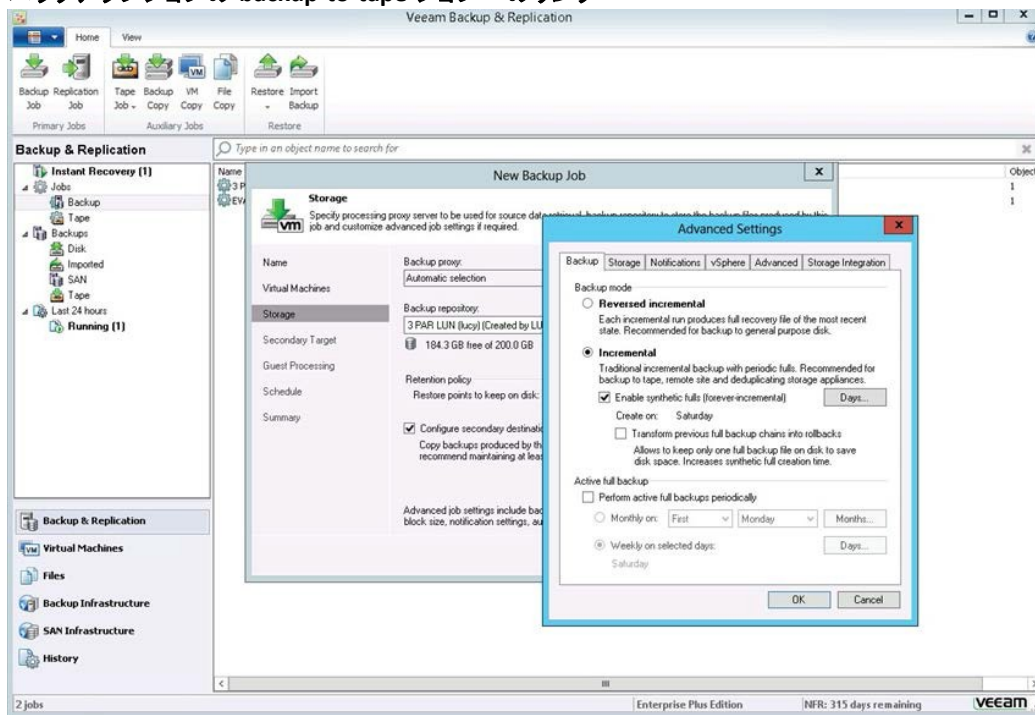 Veeam Backup & Replication
Home View
Backup Job
Replication Job
Tape Job
Backup Copy
VM Copy
File Copy
Restore
Import Backup
Primary Jobs
Auxiliary Jobs
Restore
Backup & Replication
Type in an object name to search for
Instant Recovery (1)
Jobs
Backup
Tape
Backups
Disk
Imported
SAN
Tape
Last 24 hours
Running (1)
Backup & Replication
Virtual Machines
Files
Backup Infrastructure
SAN Infrastructure
History
Name
3 P
EV
Object
1
1
New Backup Job
Storage
Specify processing proxy server to be used for source data retrieval, backup repository to store the backup files produced by this
job and customize advanced job settings if required.
Name
Virtual Machines
Storage
Secondary Target
Guest Processing
Schedule
Summary
Backup proxy:
Automatic selection
Backup repository:
3 PAR LUN (lucy) (Created by LU
184.3 GB free of 200.0 GB
Retention policy
Restore points to keep on disk:
Configure secondary destinatio
Copy backups produced by th
recommend maintaining at leas
Advanced job settings include bac
block size, notification settings, au
Advanced Settings
Backup Storage Notifications vSphere Advanced Storage Integration
Backup mode
Reversed incremental
Each incremental run produces full recovery file of the most recent
state. Recommended for backup to general purpose disk.
Incremental
Traditional incremental backup with periodic fulls. Recommended for
backup to tape, remote site and deduplicating storage appliances.
Enable synthetic fulls (forever-incremental)
Days...
Create on: Saturday
Transform previous full backup chains into rollbacks
Allows to keep only one full backup file on disk to save
disk space. Increases synthetic full creation time.
Active full backup
Perform active full backups periodically
Monthly on: First Monday Months...
Weekly on selected days: Days...
Saturday
OK Cancel
2 jobs
Enterprise Plus Edition
NFR: 315 days remaining
veeam